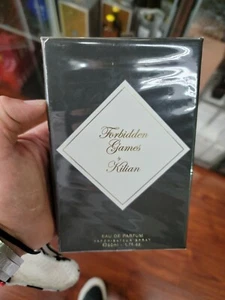 Forbidden
Games
by
Kilian
EAU DE PARFUM
VAPORISATEUR SPRAY